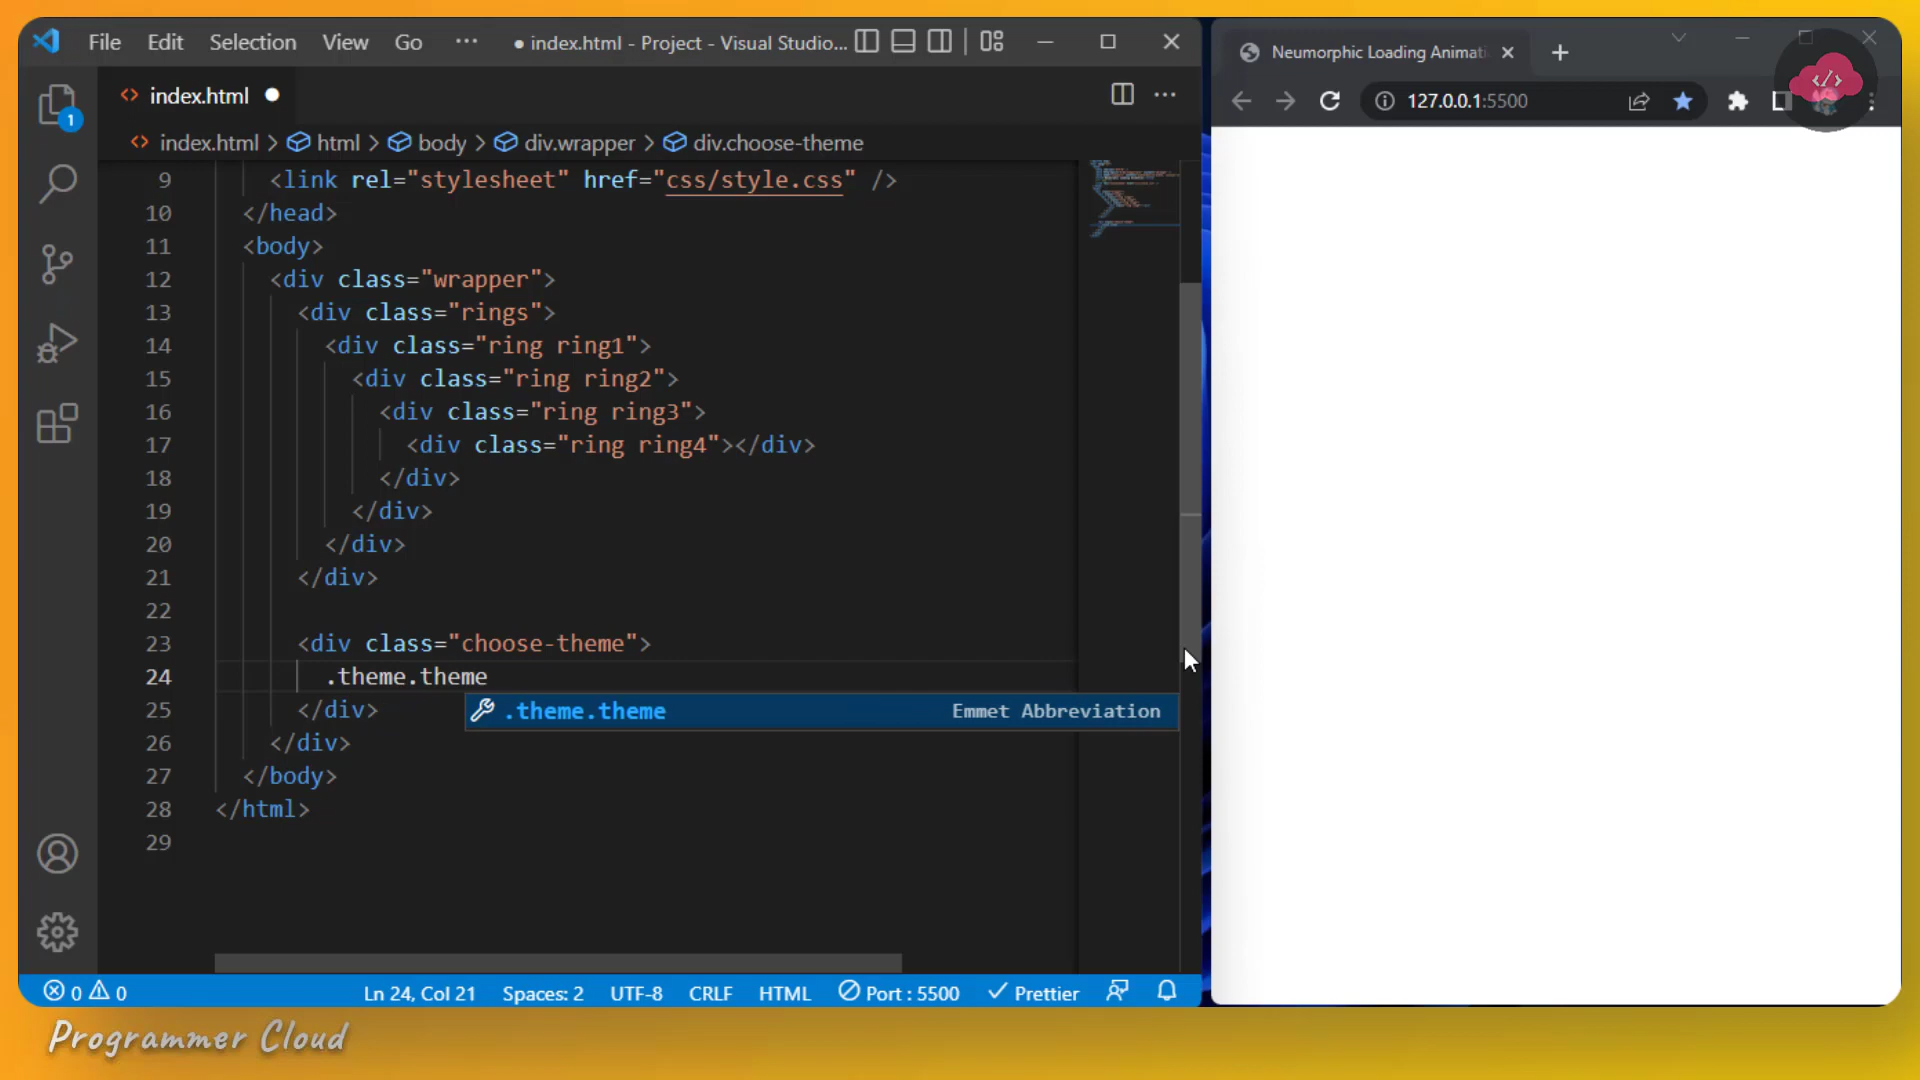 File Edit Selection View Go ··· ● index.html - Project - Visual Studio...
index.html
index.html > html > body > div.wrapper > div.choose-theme
1
9 <link rel="stylesheet" href="css/style.css" />
10 </head>
11 <body>
12 <div class="wrapper">
13 <div class="rings">
14 <div class="ring ring1">
15 <div class="ring ring2">
16 <div class="ring ring3">
17 <div class="ring ring4"></div>
18 </div>
19 </div>
20 </div>
21 </div>
22
23 <div class="choose-theme">
24 .theme.theme
.theme.theme Emmet Abbreviation
25 </div>
26 </div>
27 </body>
28 </html>
29
0 0 Ln 24, Col 21 Spaces: 2 UTF-8 CRLF HTML Port : 5500 Prettier
Neumorphic Loading Animati
127.0.0.1:5500
</>
Programmer Cloud